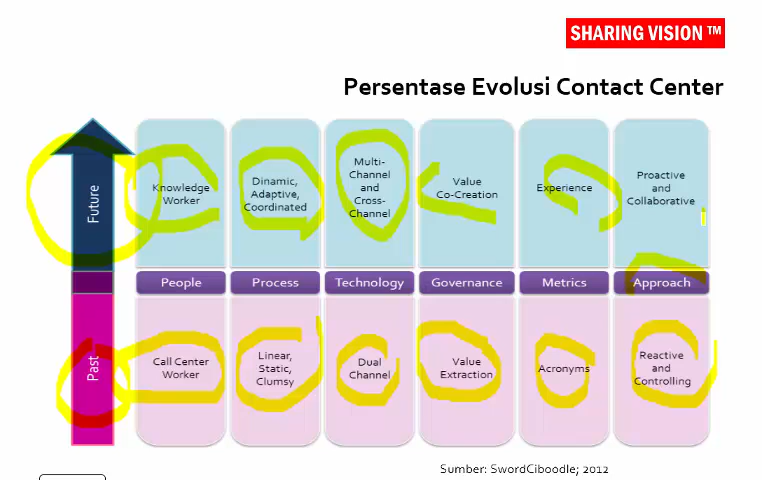 SHARING VISION ™
Persentase Evolusi Contact Center
Future
Knowledge
Worker
Dinamic,
Adaptive,
Coordinated
Multi-
Channel
and
Cross-
Channel
Value
Co-Creation
Experience
Proactive
and
Collaborative
People
Process
Technology
Governance
Metrics
Approach
Past
Call Center
Worker
Linear,
Static,
Clumsy
Dual
Channel
Value
Extraction
Acronyms
Reactive
and
Controlling
Sumber: SwordCiboodle; 2012